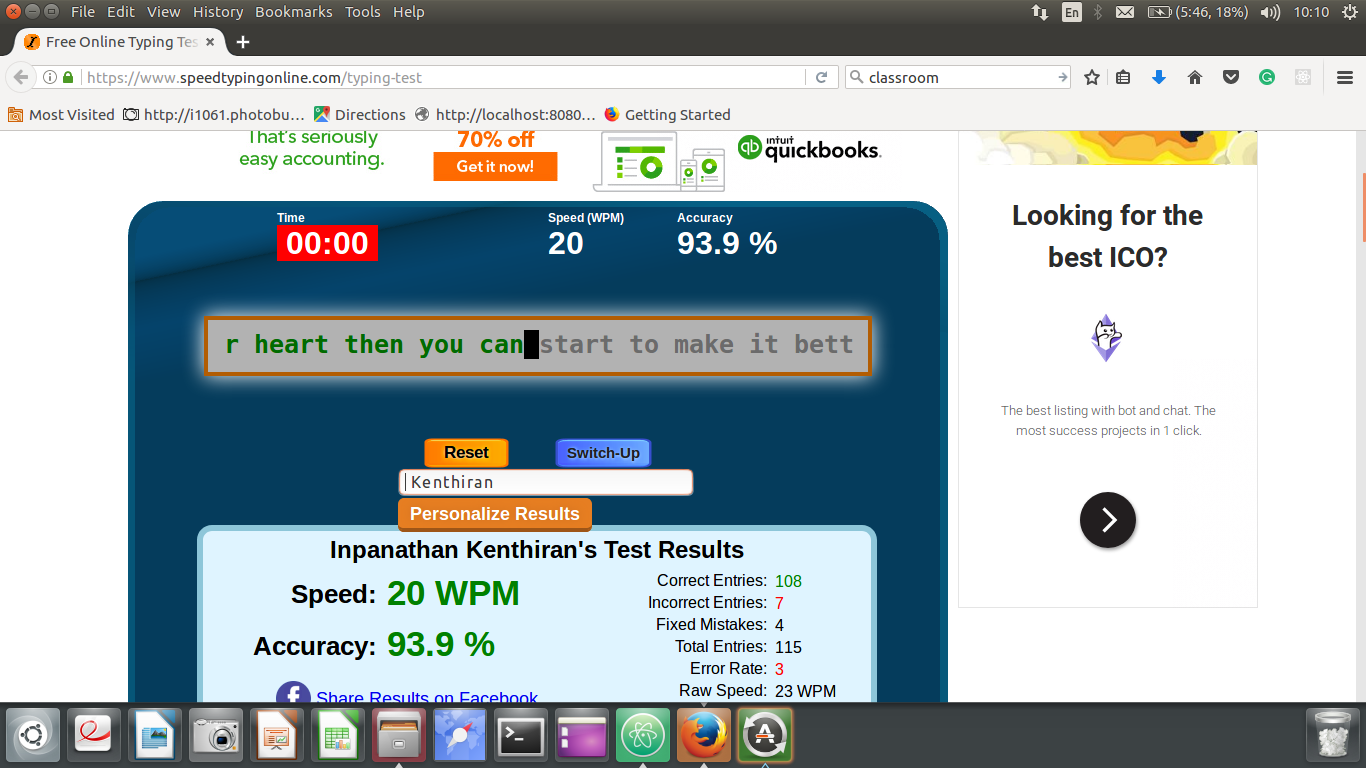 File Edit View History Bookmarks Tools Help
En (5:46, 18%) 10:10
Free Online Typing Tes
https://www.speedtypingonline.com/typing-test
classroom
Most Visited http://i1061.photobu… Directions http://localhost:8080… Getting Started
That's seriously
easy accounting.
70% off
Get it now!
qb intuit
quickbooks.
Time Speed (WPM) Accuracy
00:00 20 93.9 %
r heart then you can start to make it bett
Reset Switch-Up
Kenthiran
Personalize Results
Inpanathan Kenthiran's Test Results
Speed: 20 WPM
Accuracy: 93.9 %
Share Results on Facebook
Correct Entries: 108
Incorrect Entries: 7
Fixed Mistakes: 4
Total Entries: 115
Error Rate: 3
Raw Speed: 23 WPM
Looking for the
best ICO?
The best listing with bot and chat. The
most success projects in 1 click.